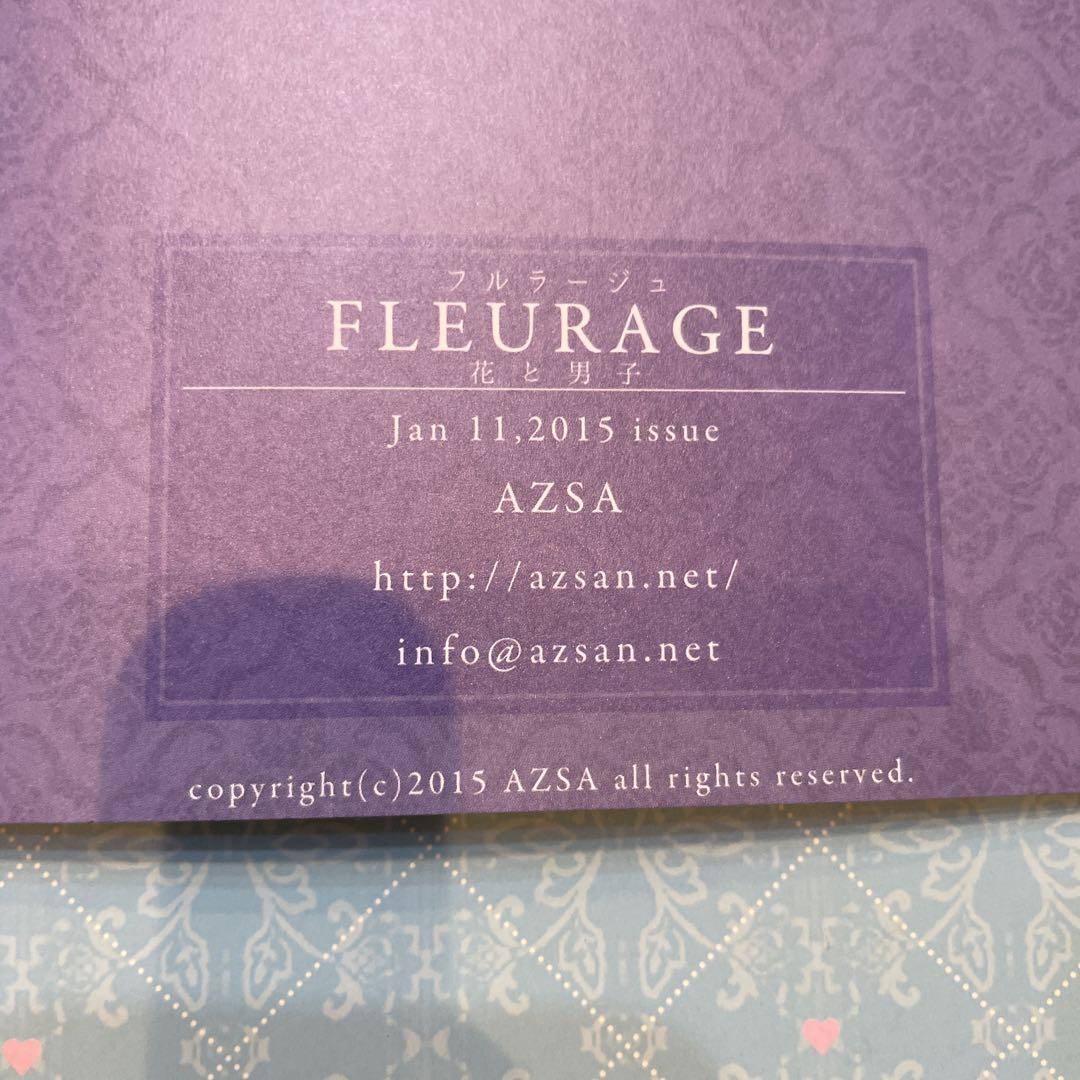 フルラージュ
FLEURAGE
花と男子
Jan 11,2015 issue
AZSA
http://azsan.net/
info@azsan.net
copyright(c)2015 AZSA all rights reserved.